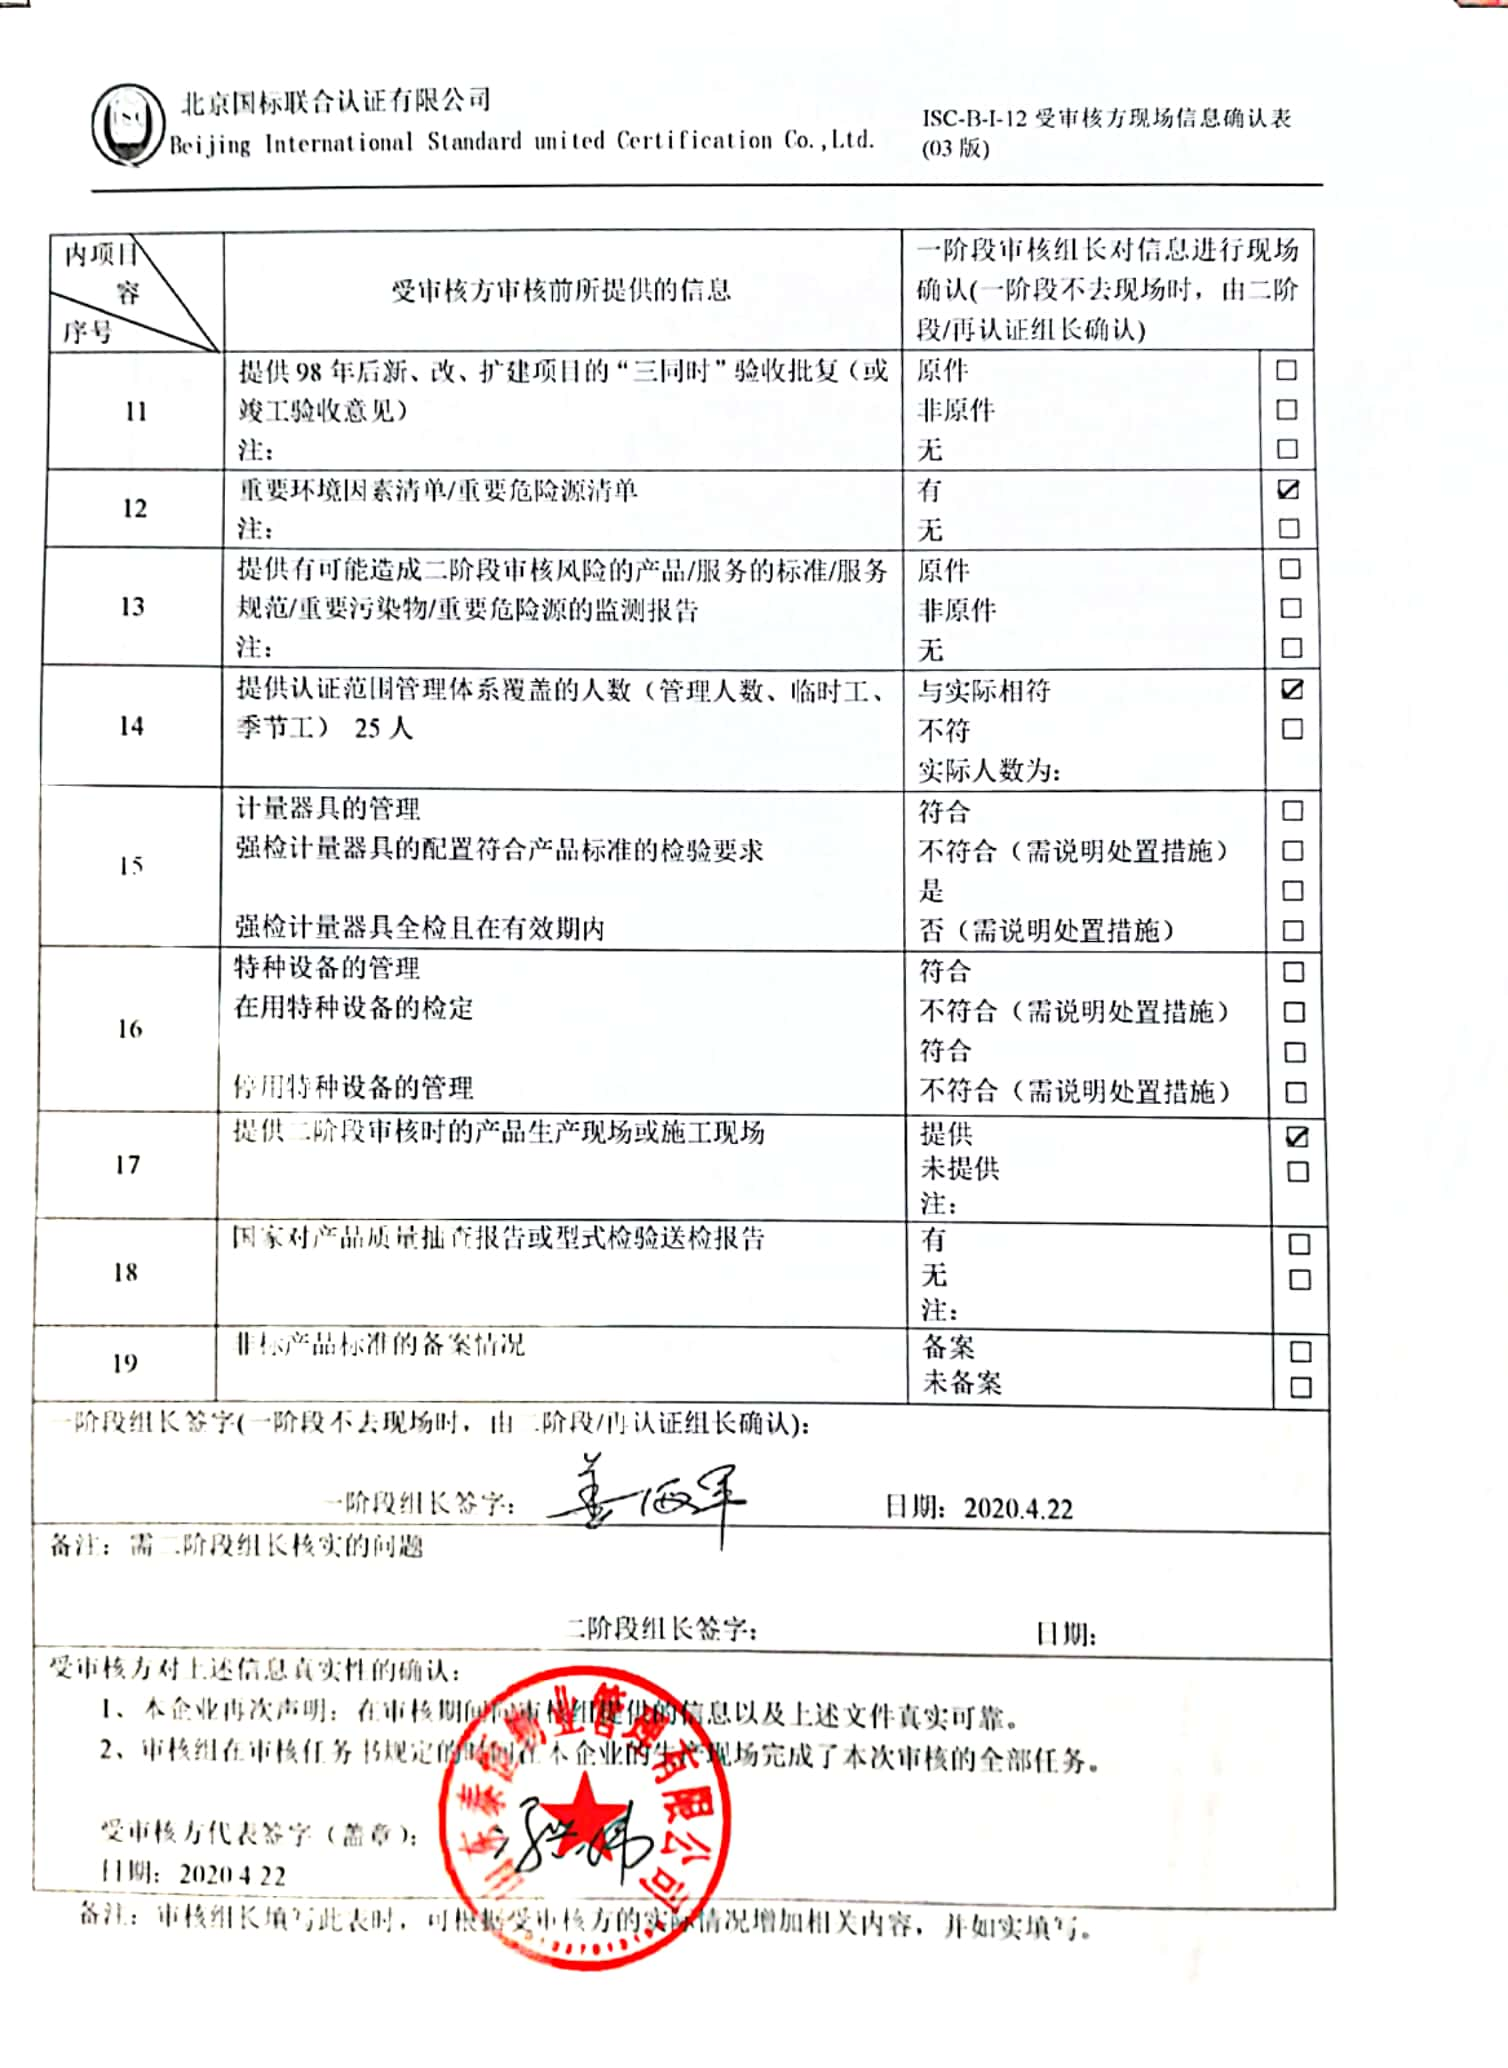 ISC
北京国标联合认证有限公司
Beijing International Standard united Certification Co.,Ltd.
ISC-B-I-12 受审核方现场信息确认表
(03 版)
内项目
容
序号
受审核方审核前所提供的信息
一阶段审核组长对信息进行现场
确认(一阶段不去现场时，由二阶
段/再认证组长确认)
11
提供 98 年后新、改、扩建项目的“三同时”验收批复（或
竣工验收意见）
注：
原件 □
非原件 □
无 □
12
重要环境因素清单/重要危险源清单
注：
有 ☑
无 □
13
提供有可能造成二阶段审核风险的产品/服务的标准/服务
规范/重要污染物/重要危险源的监测报告
注：
原件 □
非原件 □
无 □
14
提供认证范围管理体系覆盖的人数（管理人数、临时工、
季节工） 25 人
与实际相符 ☑
不符 □
实际人数为:
15
计量器具的管理
强检计量器具的配置符合产品标准的检验要求
强检计量器具全检且在有效期内
符合 □
不符合（需说明处置措施） □
是 □
否（需说明处置措施） □
16
特种设备的管理
在用特种设备的检定
停用特种设备的管理
符合 □
不符合（需说明处置措施） □
符合 □
不符合（需说明处置措施） □
17
提供二阶段审核时的产品生产现场或施工现场
提供 ☑
未提供 □
注：
18
国家对产品质量抽查报告或型式检验送检报告
有 □
无 □
注：
19
非标产品标准的备案情况
备案 □
未备案 □
一阶段组长签字(一阶段不去现场时，由二阶段/再认证组长确认):
一阶段组长签字： 姜海军 日期：2020.4.22
备注：需二阶段组长核实的问题
二阶段组长签字： 日期：
受审核方对上述信息真实性的确认：
1、本企业再次声明：在审核期间向审核组提供的信息以及上述文件真实可靠。
2、审核组在审核任务书规定的时间在本企业的生产现场完成了本次审核的全部任务。
物业管理有限公司
受审核方代表签字（盖章）：
日期：2020 4 22
备注：审核组长填写此表时，可根据受审核方的实际情况增加相关内容，并如实填写。